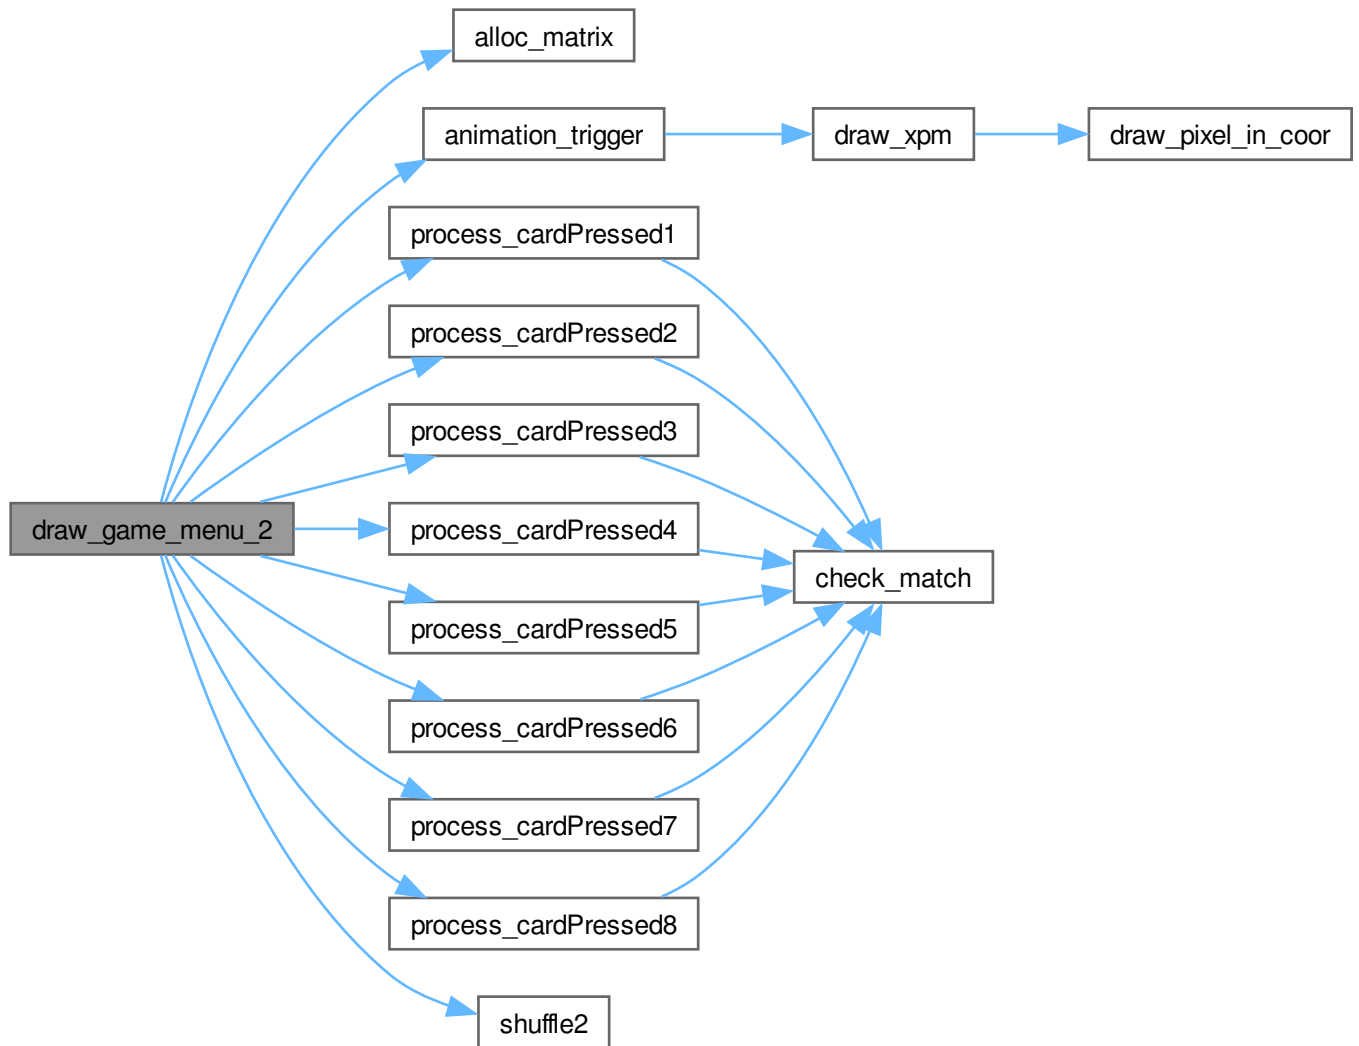 alloc_matrix
animation_trigger
draw_xpm
draw_pixel_in_coor
process_cardPressed1
process_cardPressed2
process_cardPressed3
draw_game_menu_2
process_cardPressed4
check_match
process_cardPressed5
process_cardPressed6
process_cardPressed7
process_cardPressed8
shuffle2